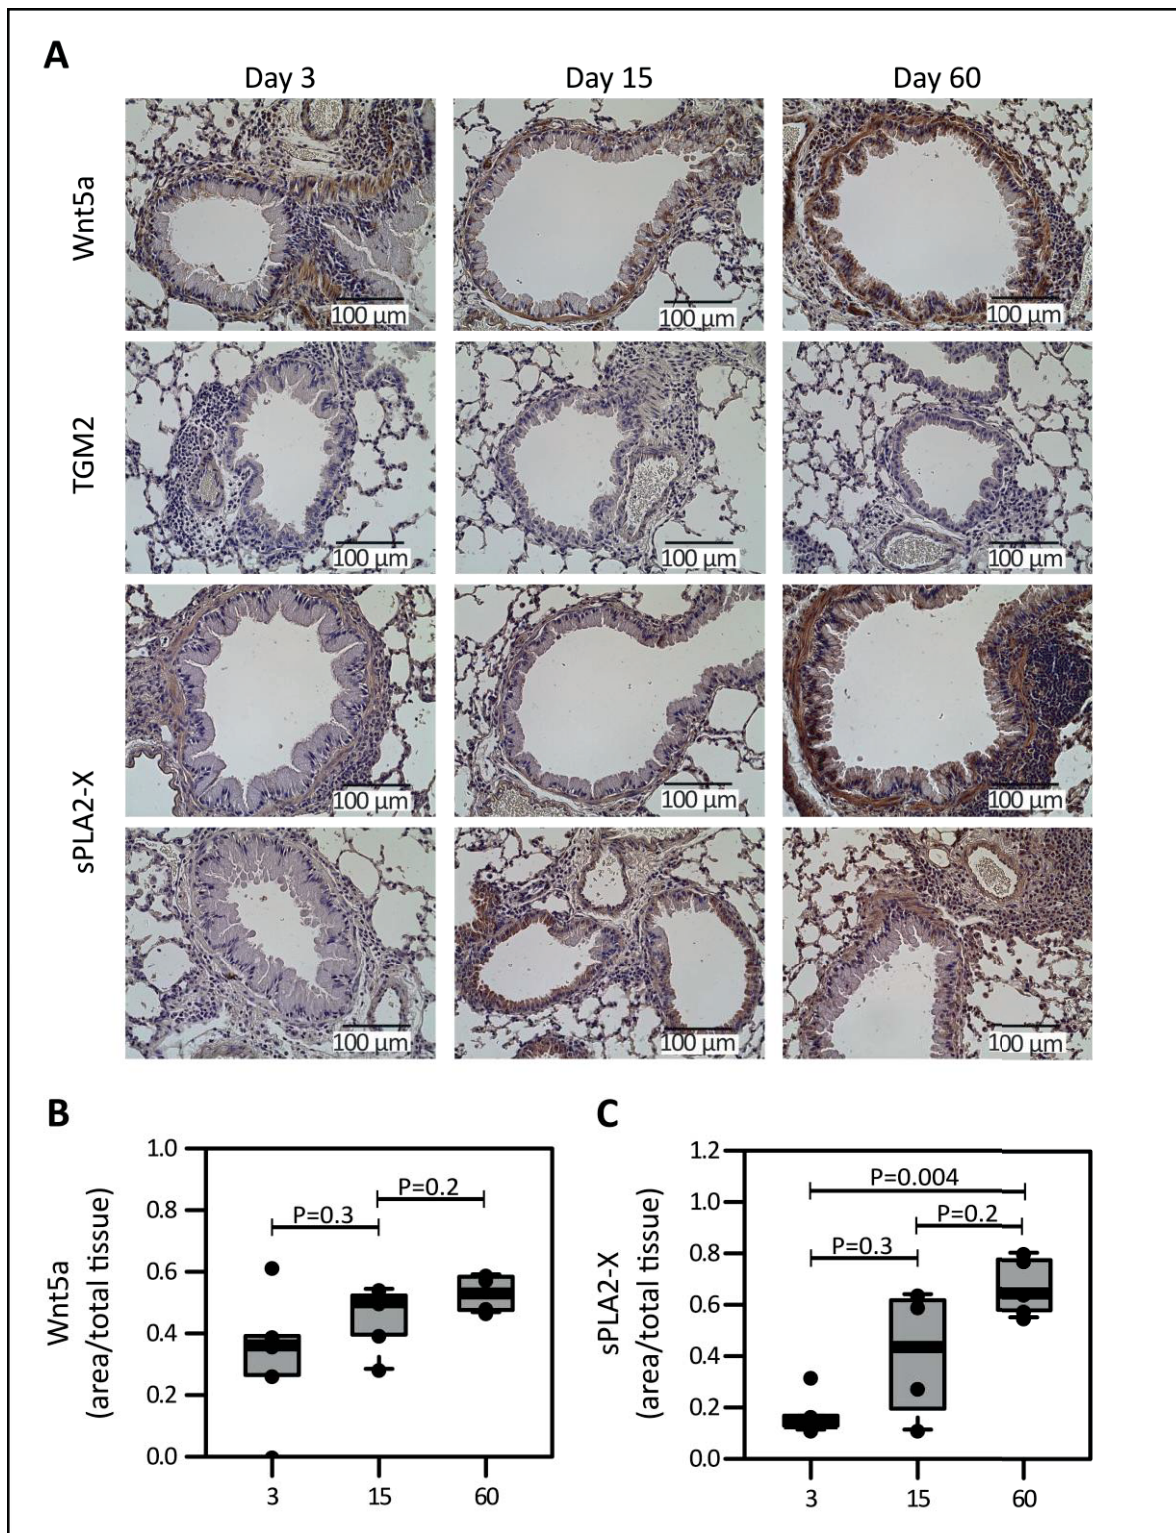 A
Day 3 Day 15 Day 60
Wnt5a
100 µm 100 µm 100 µm
TGM2
100 µm 100 µm 100 µm
sPLA2-X
100 µm 100 µm 100 µm
100 µm 100 µm 100 µm
B
Wnt5a
(area/total tissue)
1.0
0.8
0.6
0.4
0.2
0.0
P=0.3
P=0.2
3 15 60
C
sPLA2-X
(area/total tissue)
1.2
1.0
0.8
0.6
0.4
0.2
0.0
P=0.004
P=0.2
P=0.3
3 15 60